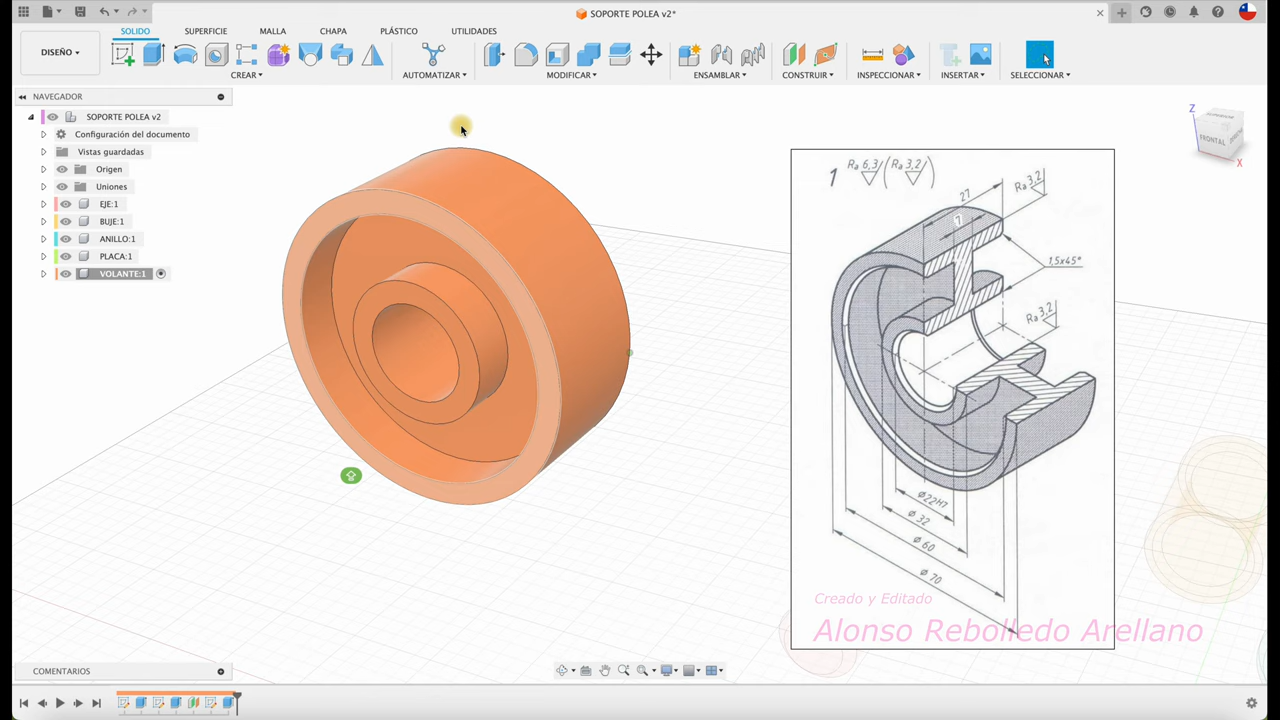 SOPORTE POLEA v2*
SOLIDO SUPERFICIE MALLA CHAPA PLÁSTICO UTILIDADES
DISEÑO
CREAR AUTOMATIZAR MODIFICAR ENSAMBLAR CONSTRUIR INSPECCIONAR INSERTAR SELECCIONAR
NAVEGADOR
SOPORTE POLEA v2
Configuración del documento
Vistas guardadas
Origen
Uniones
EJE:1
BUJE:1
ANILLO:1
PLACA:1
VOLANTE:1
Z
FRONTAL
X
1 Ra 6,3 (Ra 3,2)
27
Ra 3,2
7
1,5x45°
Ra 3,2
Ø22H7
Ø 32
Ø 60
Ø 70
Creado y Editado
Alonso Rebolledo Arellano
COMENTARIOS